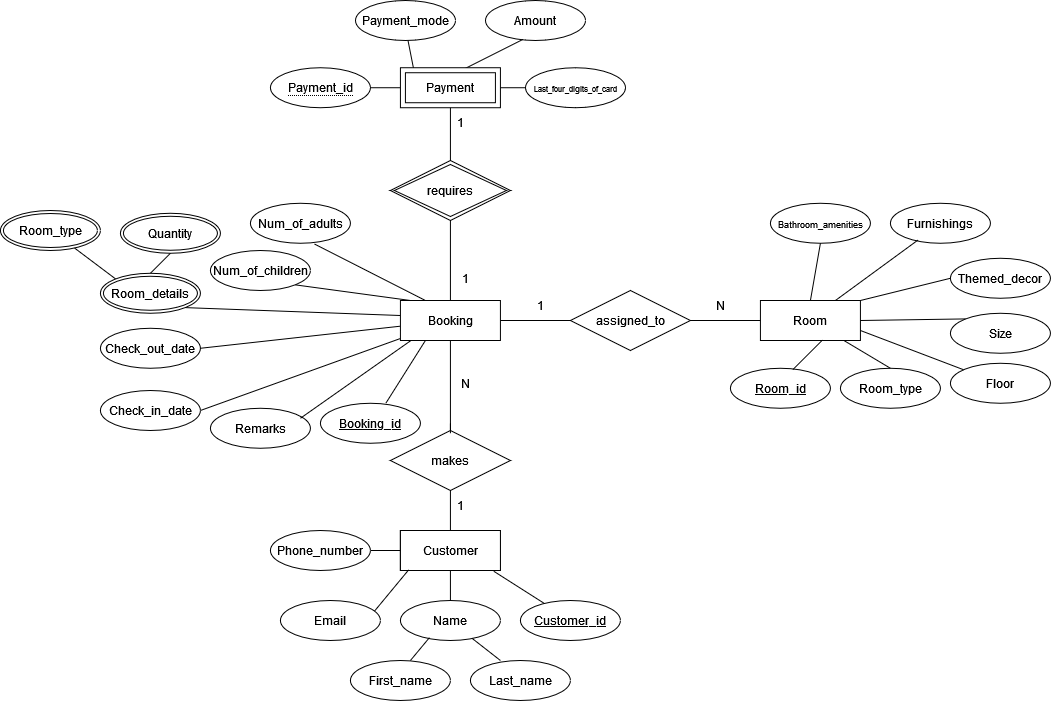 Payment_mode
Amount
Payment_id
Payment
Last_four_digits_of_card
1
requires
Room_type
Quantity
Num_of_adults
Bathroom_amenities
Furnishings
Num_of_children
Room_details
1
Themed_decor
Booking
1
assigned_to
N
Room
Size
Check_out_date
N
Room_id
Room_type
Floor
Check_in_date
Remarks
Booking_id
makes
1
Phone_number
Customer
Email
Name
Customer_id
First_name
Last_name